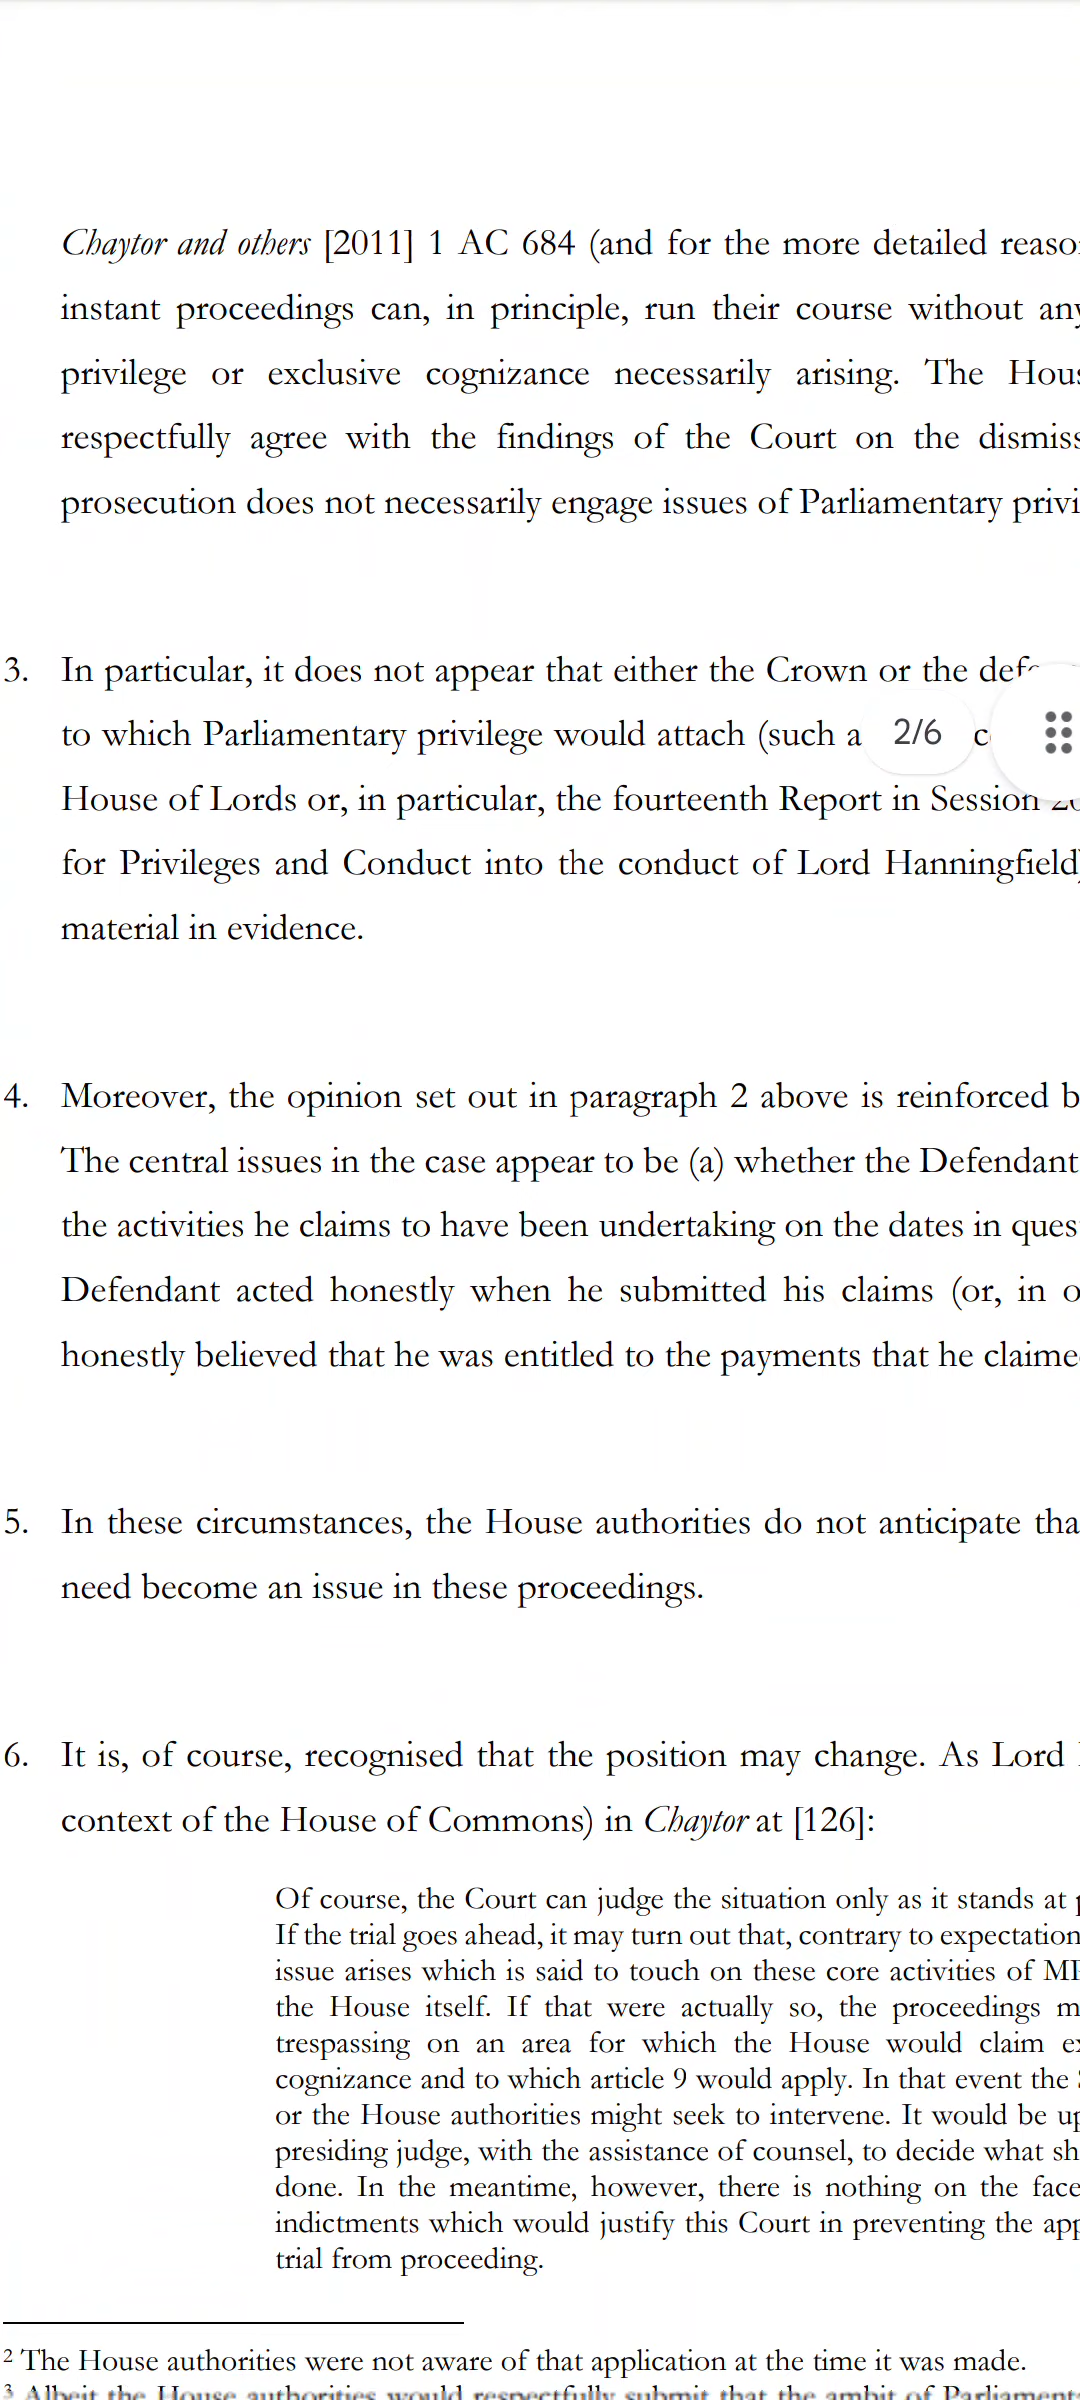 Chaytor and others [2011] 1 AC 684 (and for the more detailed
instant proceedings can, in principle, run their course without
privilege or exclusive cognizance necessarily arising. The
respectfully agree with the findings of the Court on the
prosecution does not necessarily engage issues of Parliamentary
3. In particular, it does not appear that either the Crown or the
to which Parliamentary privilege would attach (such a
2/6
House of Lords or, in particular, the fourteenth Report in Session
for Privileges and Conduct into the conduct of Lord Hanningfield
material in evidence.
4. Moreover, the opinion set out in paragraph 2 above is reinforced
The central issues in the case appear to be (a) whether the Defendant
the activities he claims to have been undertaking on the dates in
Defendant acted honestly when he submitted his claims (or, in
honestly believed that he was entitled to the payments that he
5. In these circumstances, the House authorities do not anticipate
need become an issue in these proceedings.
6. It is, of course, recognised that the position may change. As Lord
context of the House of Commons) in Chaytor at [126]:
Of course, the Court can judge the situation only as it stands at
If the trial goes ahead, it may turn out that, contrary to expectation
issue arises which is said to touch on these core activities of
the House itself. If that were actually so, the proceedings
trespassing on an area for which the House would claim
cognizance and to which article 9 would apply. In that event the
or the House authorities might seek to intervene. It would be
presiding judge, with the assistance of counsel, to decide what
done. In the meantime, however, there is nothing on the face
indictments which would justify this Court in preventing the
trial from proceeding.
2 The House authorities were not aware of that application at the time it was made.
3 Albeit the House authorities would respectfully submit that the ambit of